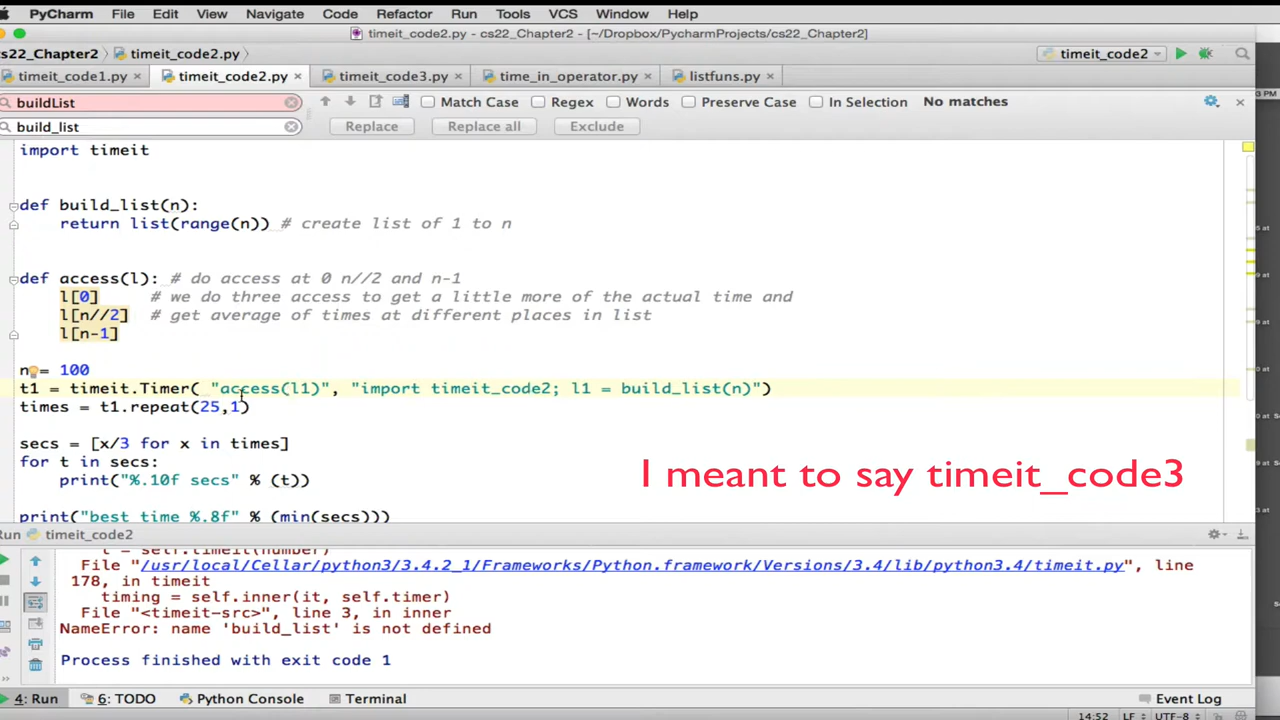 PyCharm File Edit View Navigate Code Refactor Run Tools VCS Window Help
timeit_code2.py - cs22_Chapter2 - [~/Dropbox/PycharmProjects/cs22_Chapter2]
cs22_Chapter2 timeit_code2.py timeit_code2
timeit_code1.py timeit_code2.py timeit_code3.py time_in_operator.py listfuns.py
buildList Match Case Regex Words Preserve Case In Selection No matches
build_list Replace Replace all Exclude
import timeit
def build_list(n):
return list(range(n)) # create list of 1 to n
def access(l): # do access at 0 n//2 and n-1
l[0] # we do three access to get a little more of the actual time and
l[n//2] # get average of times at different places in list
l[n-1]
n = 100
t1 = timeit.Timer( "access(l1)", "import timeit_code2; l1 = build_list(n)")
times = t1.repeat(25,1)
secs = [x/3 for x in times]
for t in secs:
print("%.10f secs" % (t))
I meant to say timeit_code3
print("best time %.8f" % (min(secs)))
Run timeit_code2
t = self.timeit(number)
File "/usr/local/Cellar/python3/3.4.2_1/Frameworks/Python.framework/Versions/3.4/lib/python3.4/timeit.py", line
178, in timeit
timing = self.inner(it, self.timer)
File "<timeit-src>", line 3, in inner
NameError: name 'build_list' is not defined
Process finished with exit code 1
4: Run 6: TODO Python Console Terminal Event Log
14:52 LF UTF-8